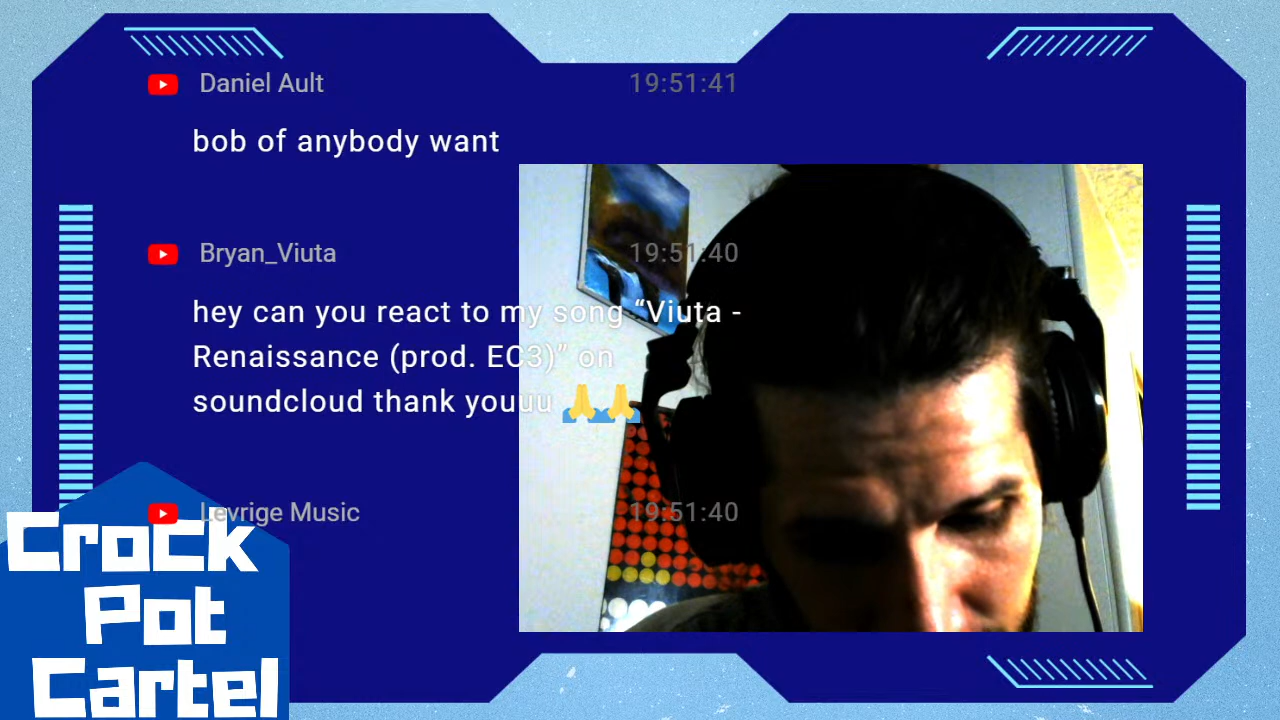 Daniel Ault 19:51:41
bob of anybody want
Bryan_Viuta 19:51:40
hey can you react to my song “Viuta -
Renaissance (prod. EC3)” on
soundcloud thank youuu 🙏🙏
Levrige Music 19:51:40
Crock
Pot
Cartel